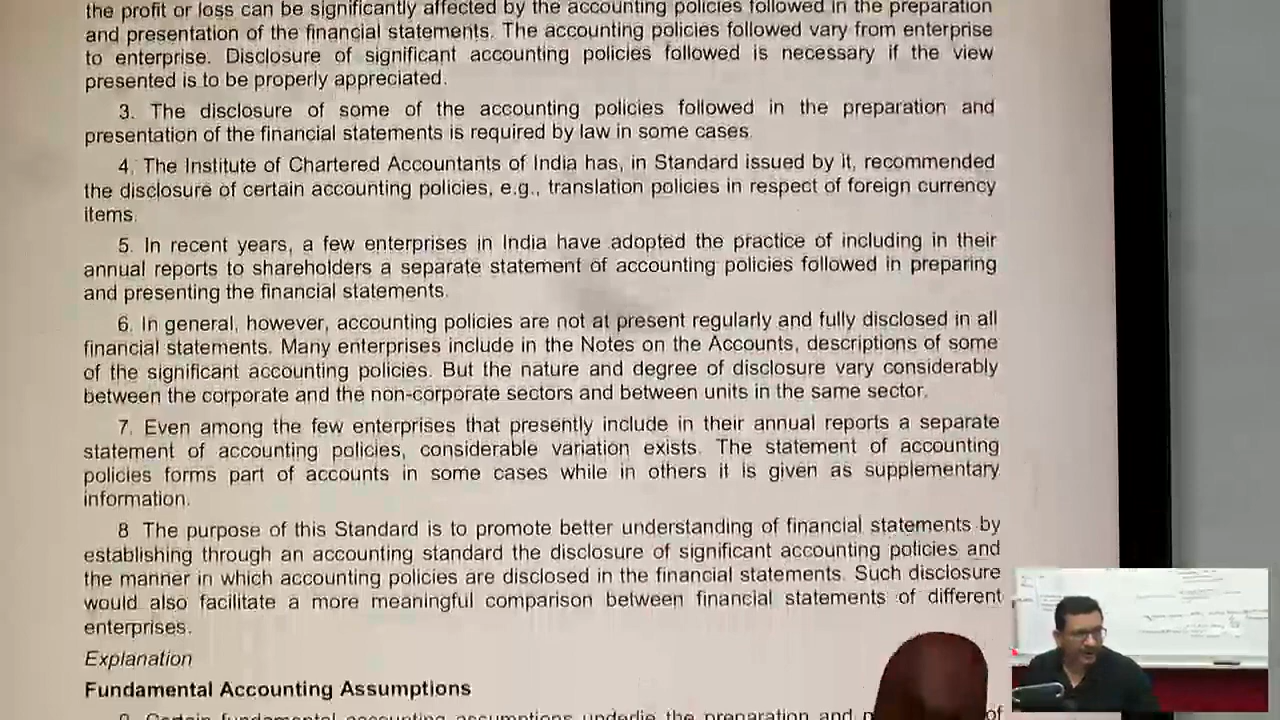 the profit or loss can be significantly affected by the accounting policies followed in the preparation
and presentation of the financial statements. The accounting policies followed vary from enterprise
to enterprise. Disclosure of significant accounting policies followed is necessary if the view
presented is to be properly appreciated.
3. The disclosure of some of the accounting policies followed in the preparation and
presentation of the financial statements is required by law in some cases.
4. The Institute of Chartered Accountants of India has, in Standard issued by it, recommended
the disclosure of certain accounting policies, e.g., translation policies in respect of foreign currency
items.
5. In recent years, a few enterprises in India have adopted the practice of including in their
annual reports to shareholders a separate statement of accounting policies followed in preparing
and presenting the financial statements.
6. In general, however, accounting policies are not at present regularly and fully disclosed in all
financial statements. Many enterprises include in the Notes on the Accounts, descriptions of some
of the significant accounting policies. But the nature and degree of disclosure vary considerably
between the corporate and the non-corporate sectors and between units in the same sector.
7. Even among the few enterprises that presently include in their annual reports a separate
statement of accounting policies, considerable variation exists. The statement of accounting
policies forms part of accounts in some cases while in others it is given as supplementary
information.
8 The purpose of this Standard is to promote better understanding of financial statements by
establishing through an accounting standard the disclosure of significant accounting policies and
the manner in which accounting policies are disclosed in the financial statements. Such disclosure
would also facilitate a more meaningful comparison between financial statements of different
enterprises.
Explanation
Fundamental Accounting Assumptions
9. Certain fundamental accounting assumptions underlie the preparation and of